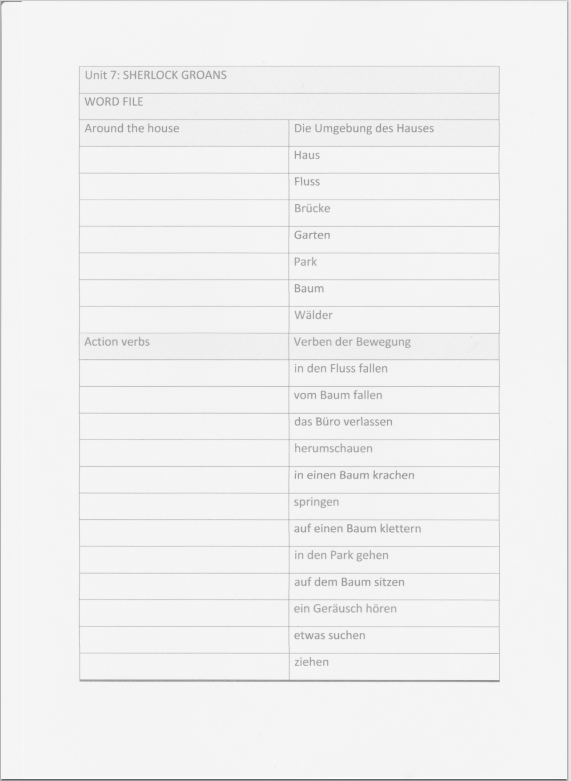 Unit 7: SHERLOCK GROANS
WORD FILE
Around the house Die Umgebung des Hauses
Haus
Fluss
Brücke
Garten
Park
Baum
Wälder
Action verbs Verben der Bewegung
in den Fluss fallen
vom Baum fallen
das Büro verlassen
herumschauen
in einen Baum krachen
springen
auf einen Baum klettern
in den Park gehen
auf dem Baum sitzen
ein Geräusch hören
etwas suchen
ziehen